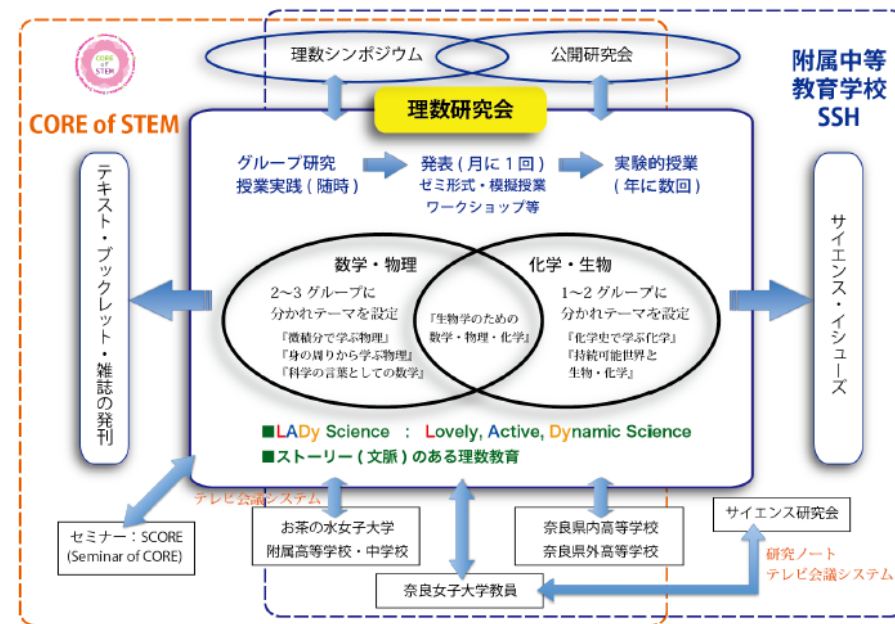 理数シンポジウム
公開研究会
CORE
of
STEM
附属中等
教育学校
SSH
CORE of STEM
理数研究会
グループ研究
授業実践(随時)
発表(月に1回)
ゼミ形式・模擬授業
ワークショップ等
実験的授業
(年に数回)
テキスト・ブックレット・雑誌の発刊
サイエンス・イシューズ
数学・物理
2~3 グループに
分かれテーマを設定
『微積分で学ぶ物理』
『身の周りから学ぶ物理』
『科学の言葉としての数学』
『生物学のための
数学・物理・化学』
化学・生物
1~2 グループに
分かれテーマを設定
『化学史で学ぶ化学』
『持続可能世界と
生物・化学』
■LADy Science : Lovely, Active, Dynamic Science
■ストーリー(文脈)のある理数教育
テレビ会議システム
セミナー:SCORE
(Seminar of CORE)
お茶の水女子大学
附属高等学校・中学校
奈良県内高等学校
奈良県外高等学校
サイエンス研究会
研究ノート
テレビ会議システム
奈良女子大学教員